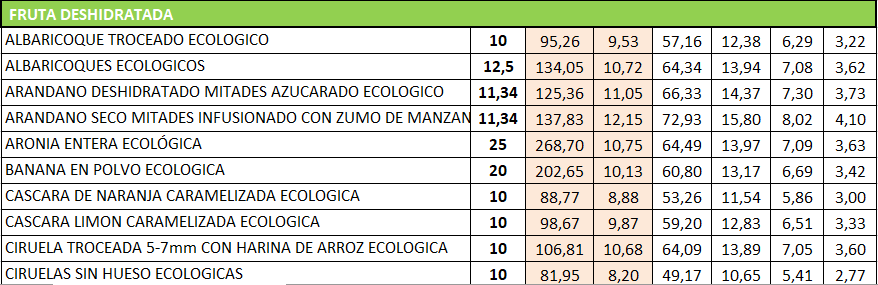 FRUTA DESHIDRATADA
ALBARICOQUE TROCEADO ECOLOGICO 10 95,26 9,53 57,16 12,38 6,29 3,22
ALBARICOQUES ECOLOGICOS 12,5 134,05 10,72 64,34 13,94 7,08 3,62
ARANDANO DESHIDRATADO MITADES AZUCARADO ECOLOGICO 11,34 125,36 11,05 66,33 14,37 7,30 3,73
ARANDANO SECO MITADES INFUSIONADO CON ZUMO DE MANZAN 11,34 137,83 12,15 72,93 15,80 8,02 4,10
ARONIA ENTERA ECOLÓGICA 25 268,70 10,75 64,49 13,97 7,09 3,63
BANANA EN POLVO ECOLOGICA 20 202,65 10,13 60,80 13,17 6,69 3,42
CASCARA DE NARANJA CARAMELIZADA ECOLOGICA 10 88,77 8,88 53,26 11,54 5,86 3,00
CASCARA LIMON CARAMELIZADA ECOLOGICA 10 98,67 9,87 59,20 12,83 6,51 3,33
CIRUELA TROCEADA 5-7mm CON HARINA DE ARROZ ECOLOGICA 10 106,81 10,68 64,09 13,89 7,05 3,60
CIRUELAS SIN HUESO ECOLOGICAS 10 81,95 8,20 49,17 10,65 5,41 2,77